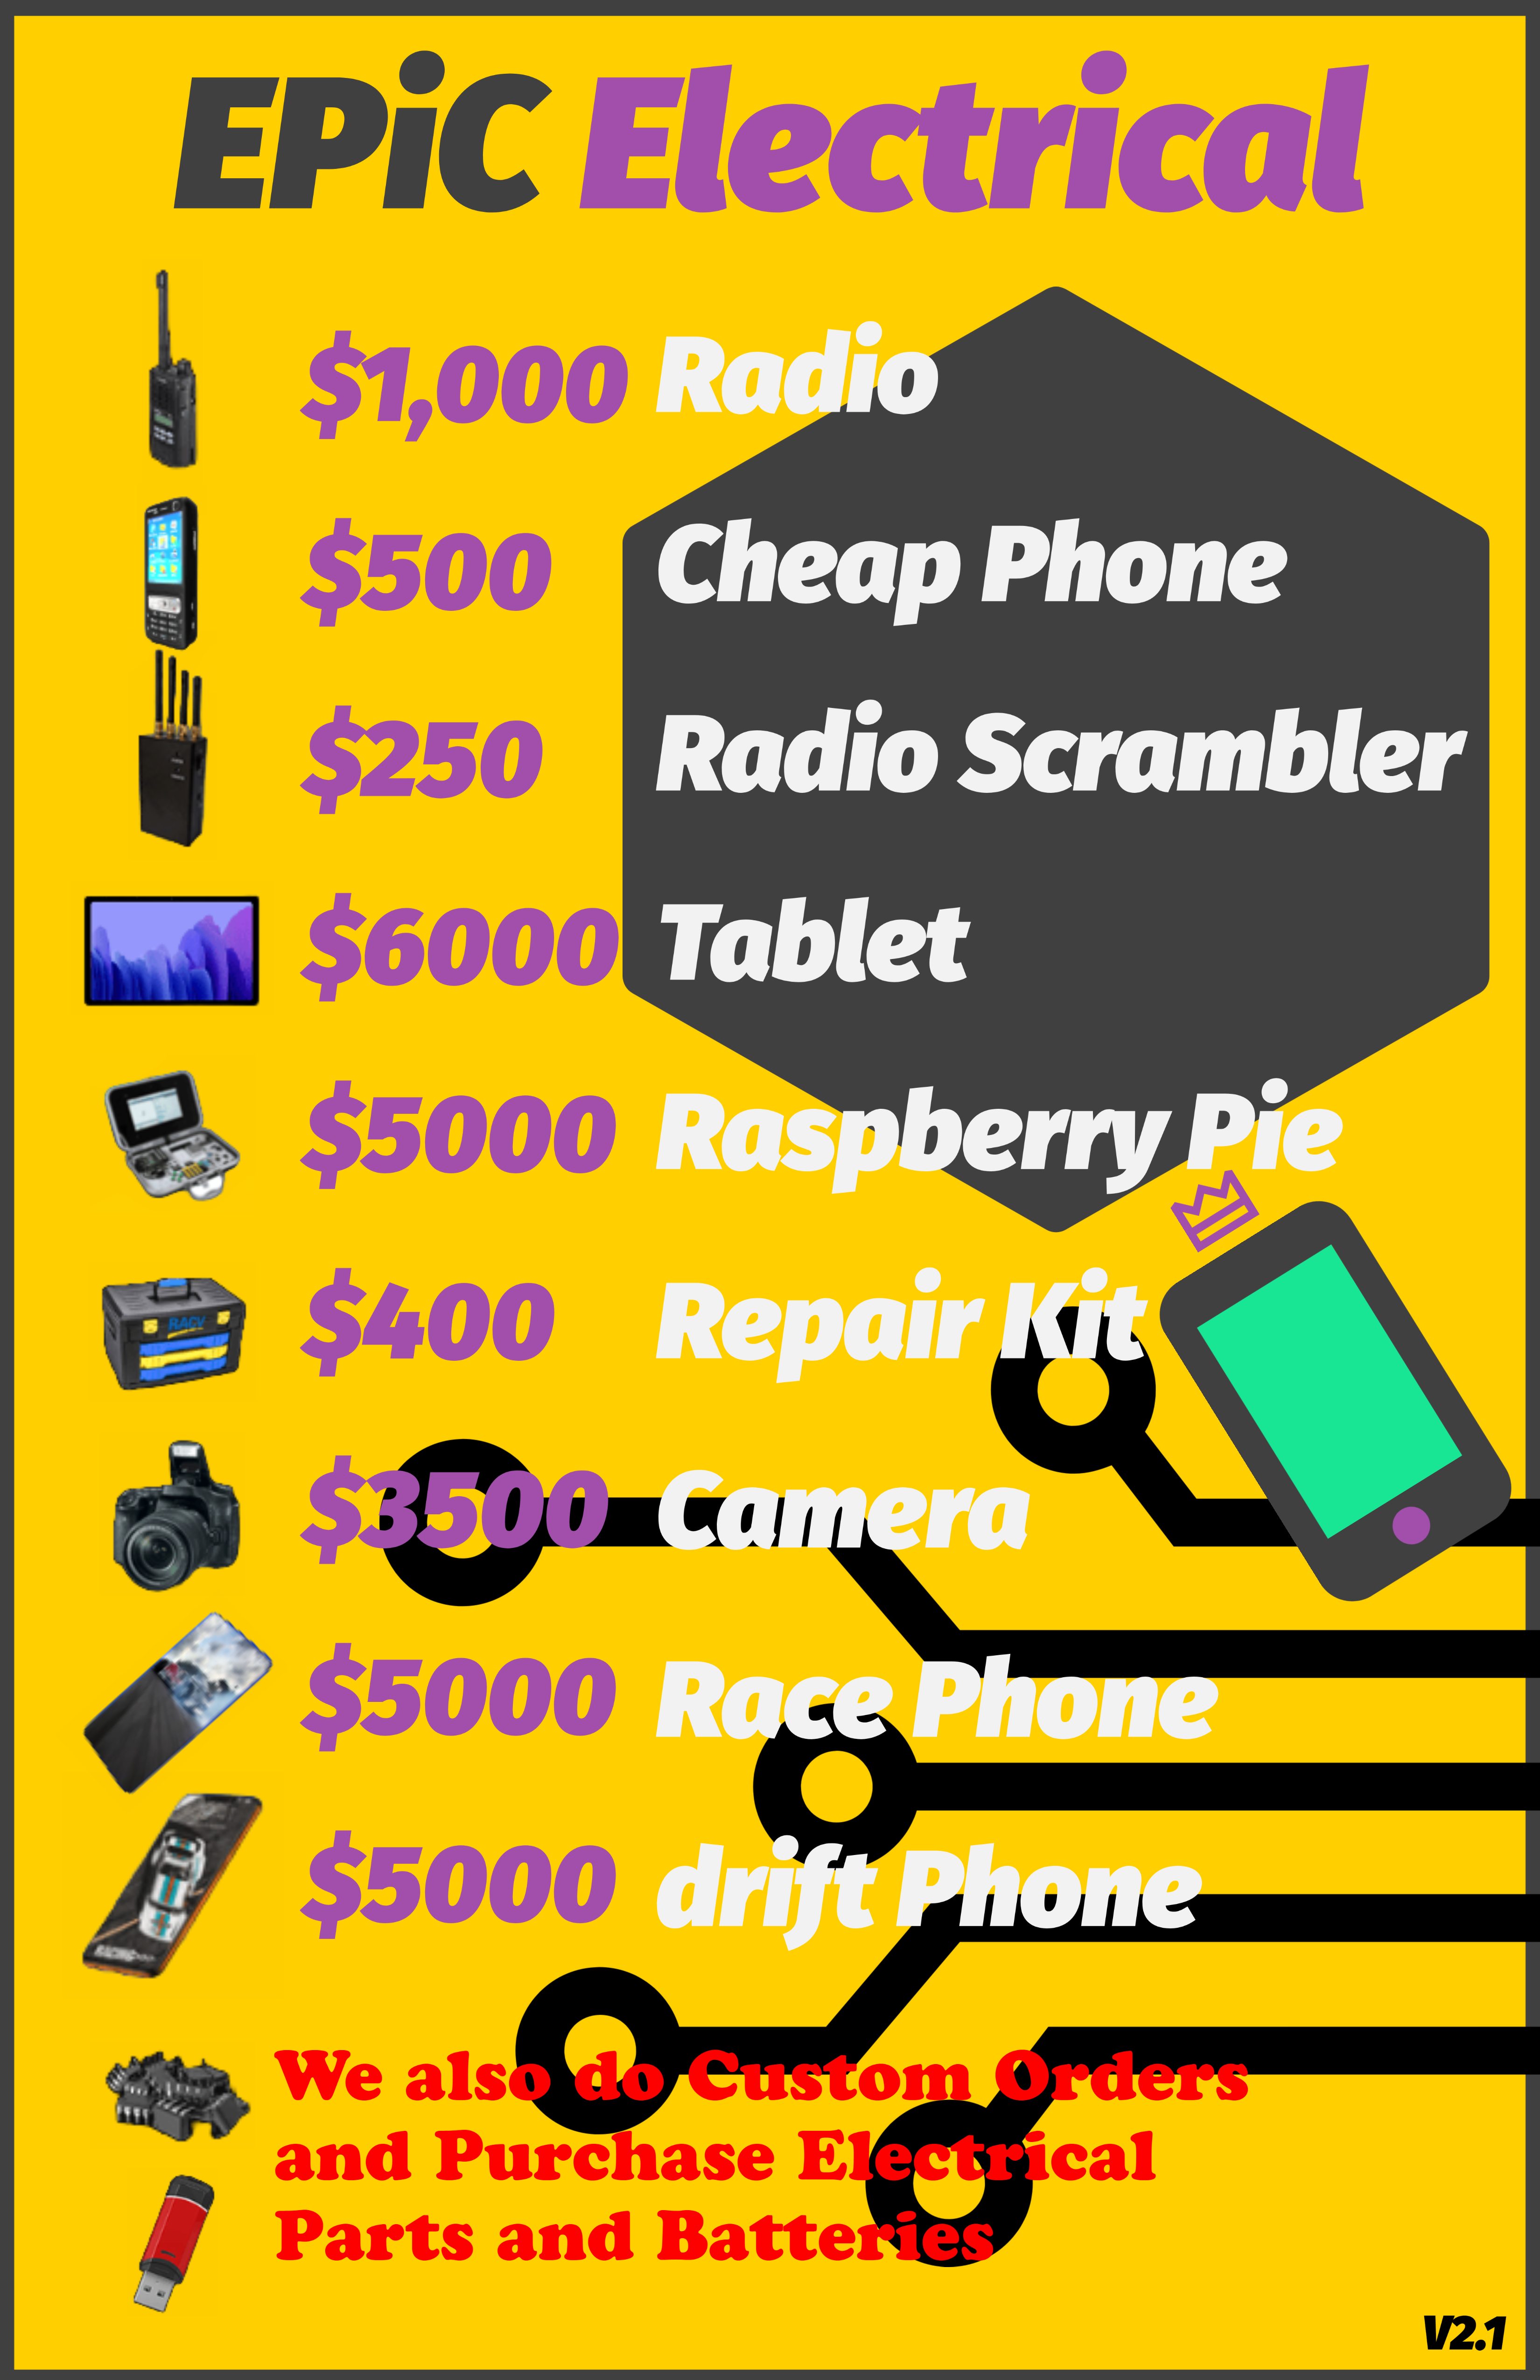 EPiC Electrical
$1,000 Radio
$500 Cheap Phone
$250 Radio Scrambler
$6000 Tablet
$5000 Raspberry Pie
RACV
$400 Repair Kit
$3500 Camera
$5000 Race Phone
$5000 drift Phone
We also do Custom Orders
and Purchase Electrical
Parts and Batteries
V2.1